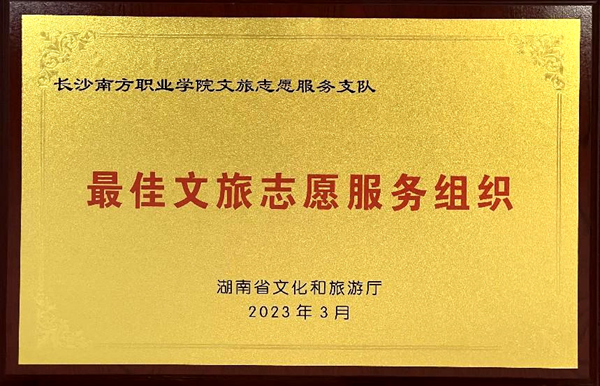 长沙南方职业学院文旅志愿服务支队
最佳文旅志愿服务组织
湖南省文化和旅游厅
2023年3月